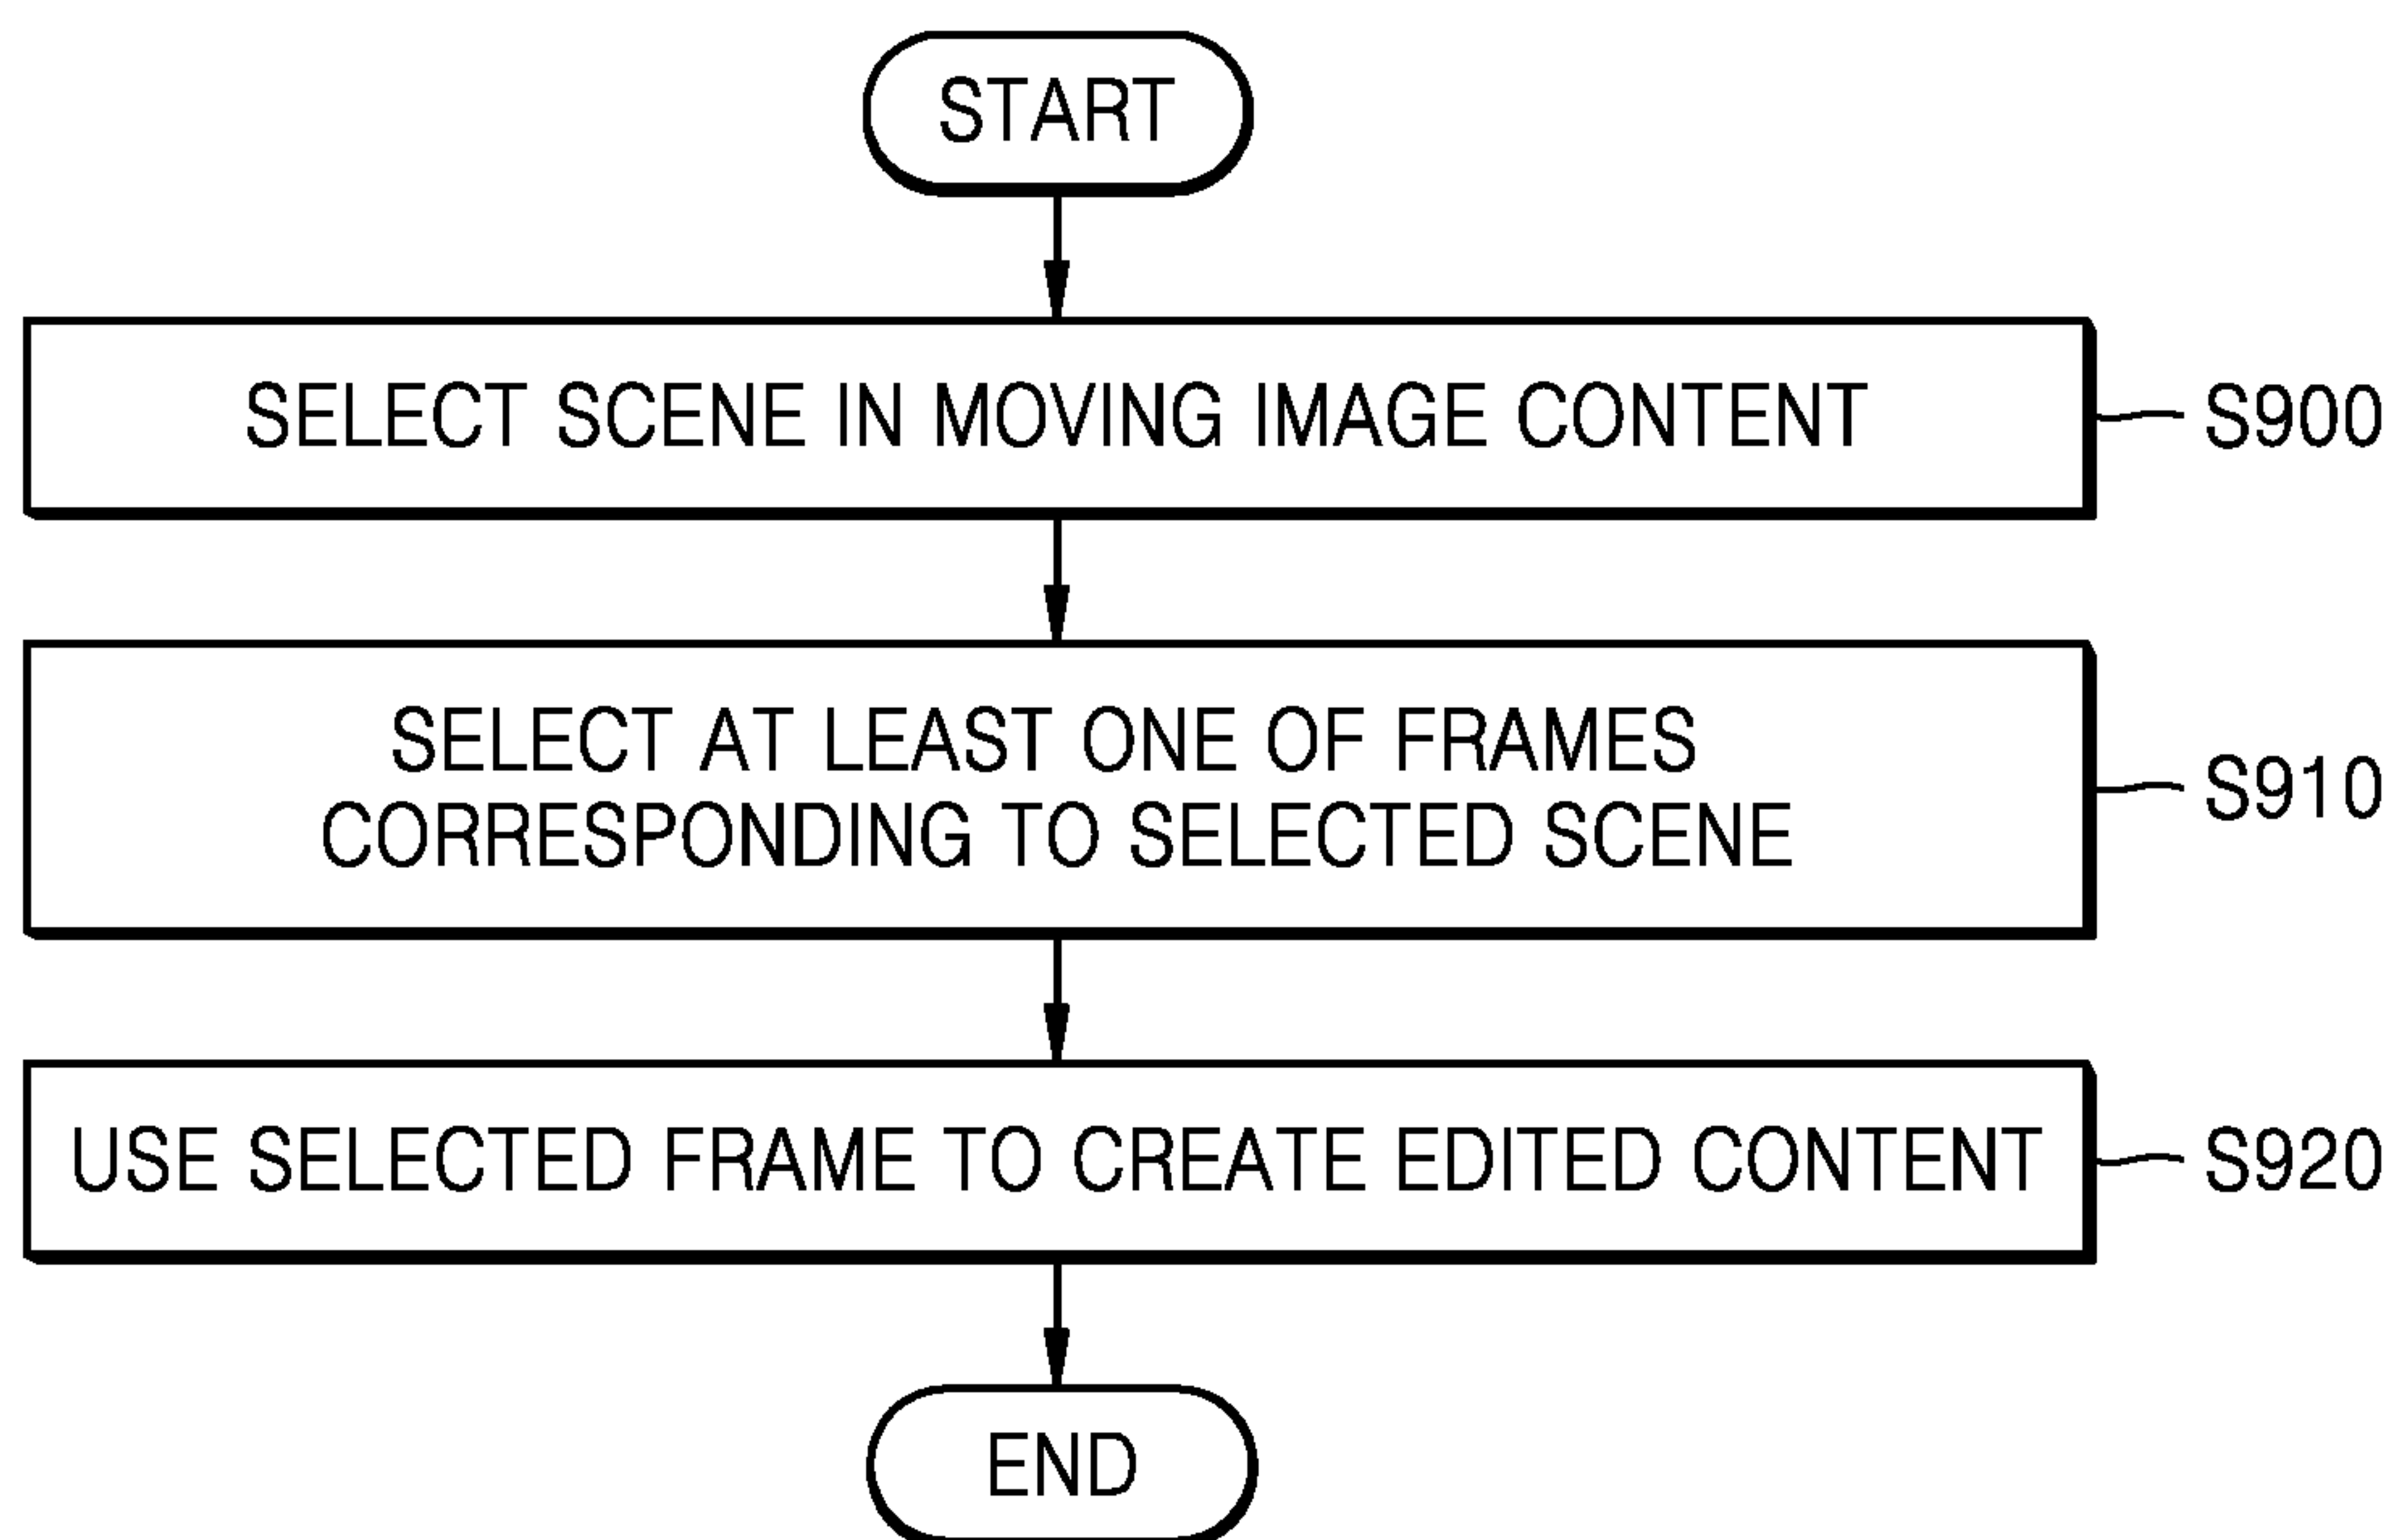 START
SELECT SCENE IN MOVING IMAGE CONTENT
S900
SELECT AT LEAST ONE OF FRAMES
CORRESPONDING TO SELECTED SCENE
S910
USE SELECTED FRAME TO CREATE EDITED CONTENT
S920
END